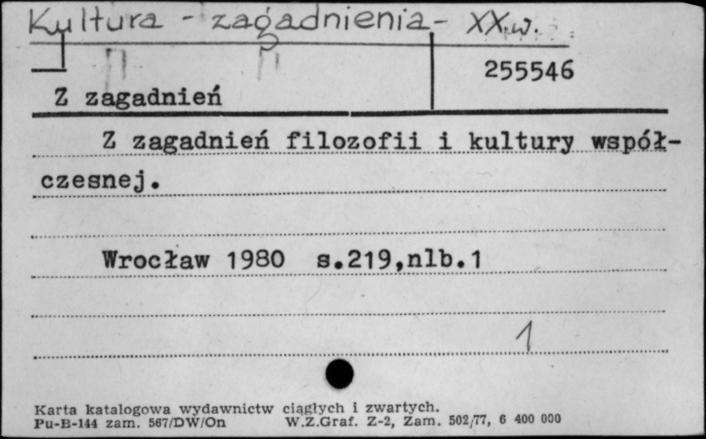 Kultura - zagadnienia - XX w.
255546
Z zagadnień
Z zagadnień filozofii i kultury współ-
czesnej.
Wrocław 1980 s.219,nlb.1
1
Karta katalogowa wydawnictw ciągłych i zwartych.
Pu-B-144 zam. 567/DW/On W.Z.Graf. Z-2, Zam. 502/77, 6 400 000